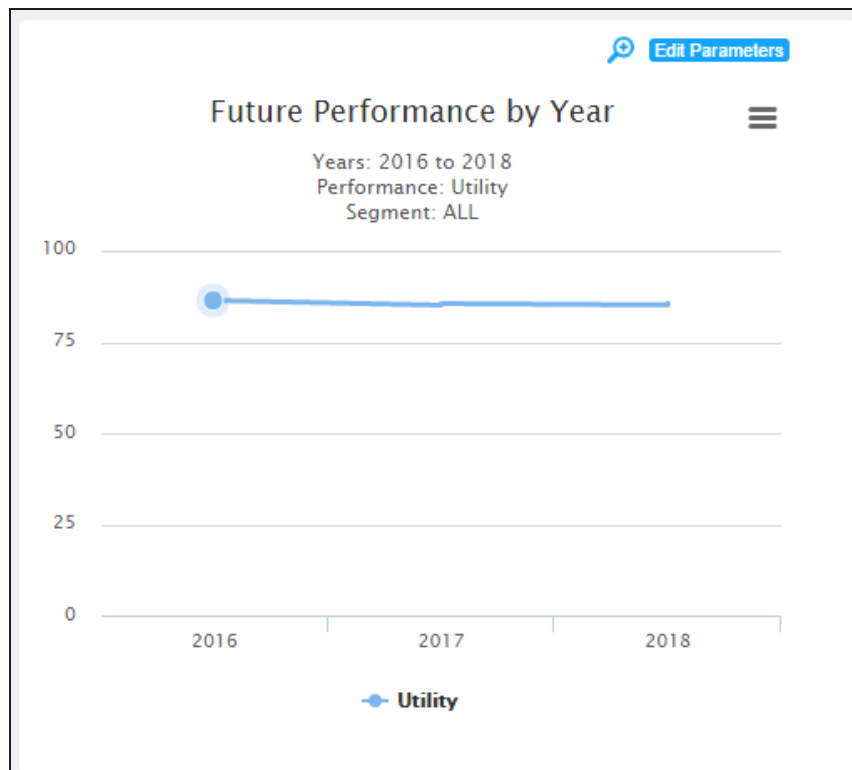 Edit Parameters
Future Performance by Year
Years: 2016 to 2018
Performance: Utility
Segment: ALL
100
75
50
25
0
2016 2017 2018
Utility